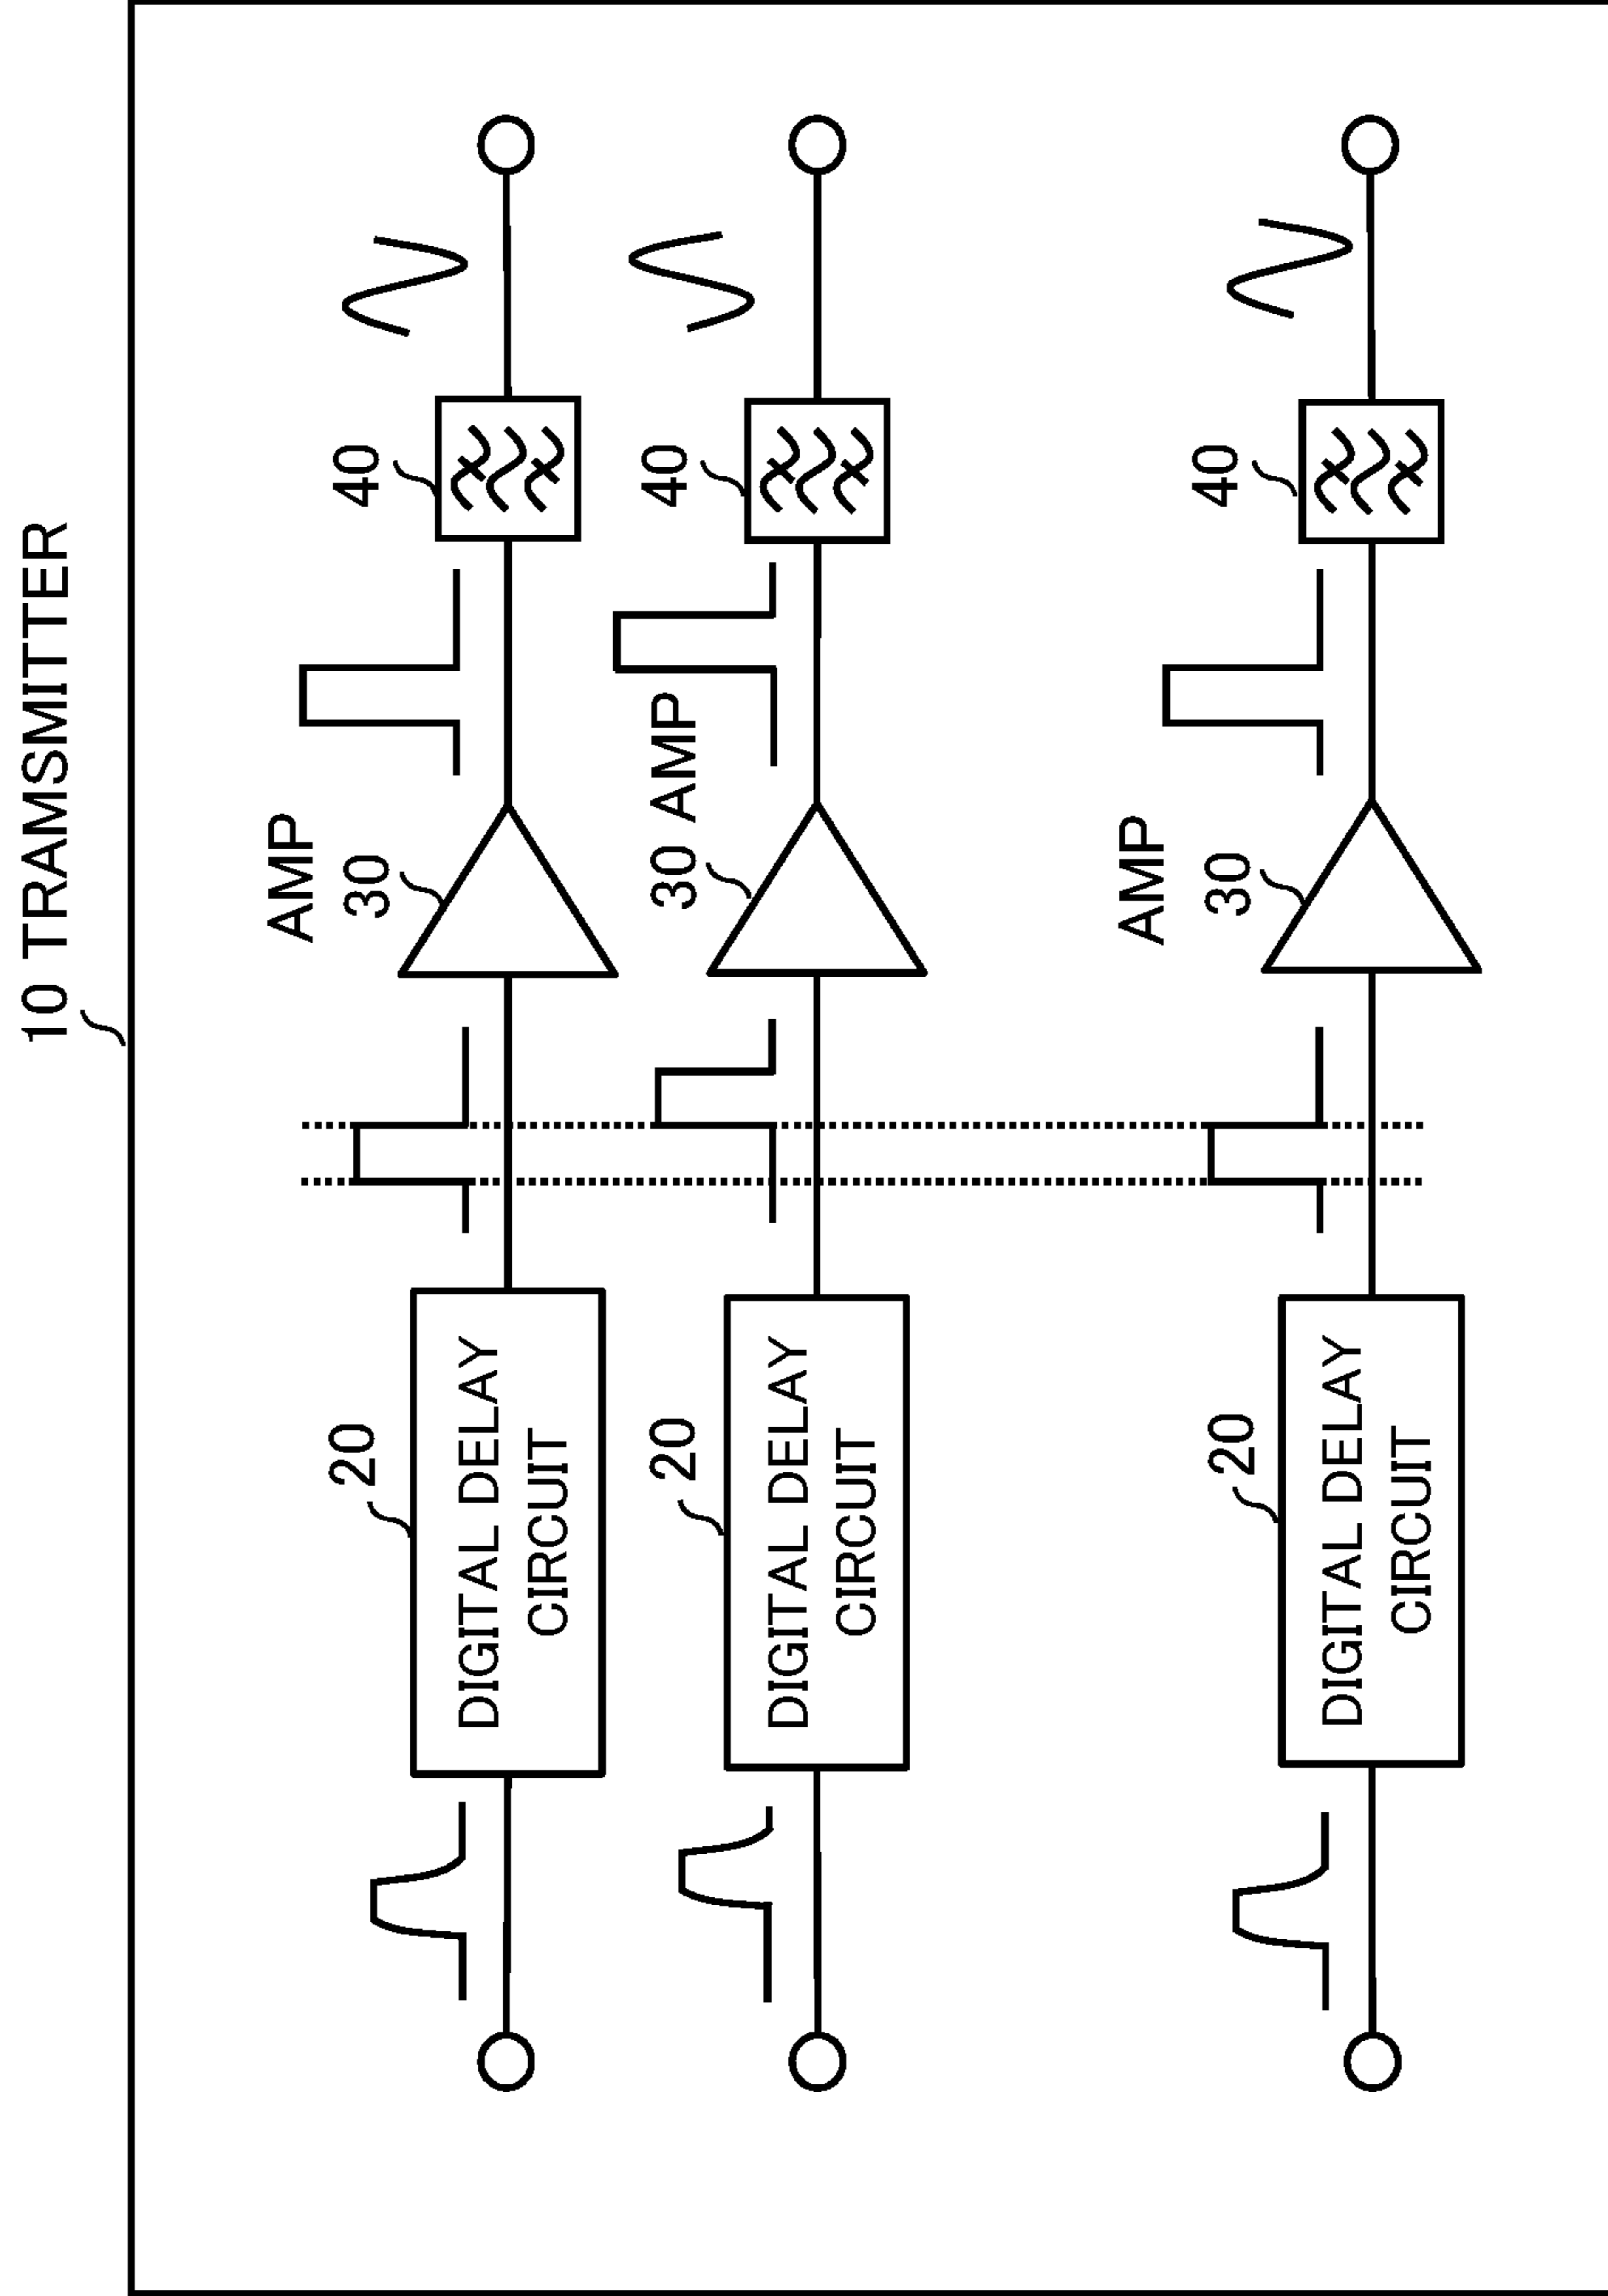 10 TRAMSMITTER
AMP
20
30
40
DIGITAL DELAY
CIRCUIT
20
30 AMP
40
DIGITAL DELAY
CIRCUIT
AMP
20
30
40
DIGITAL DELAY
CIRCUIT